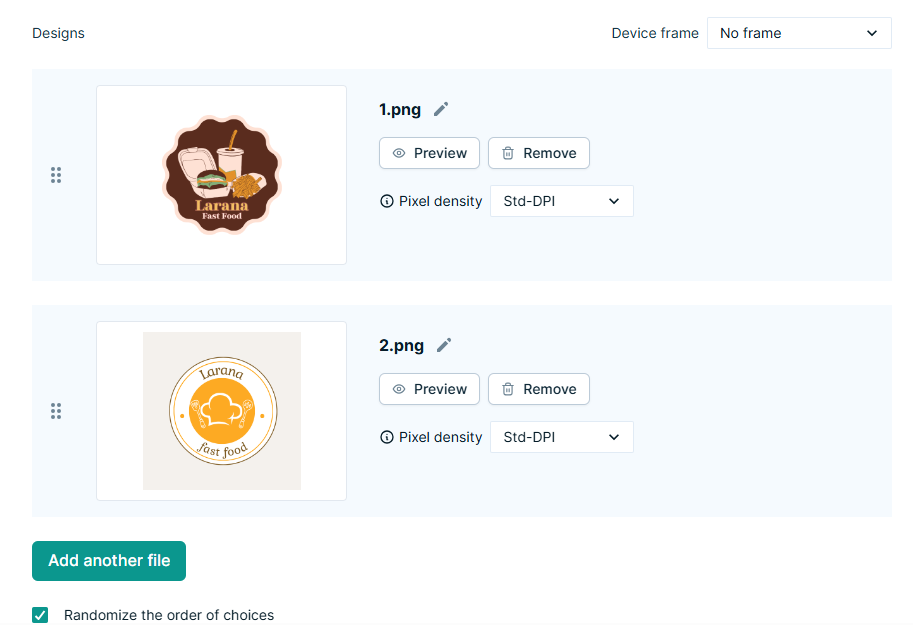 Designs
Device frame No frame
1.png
Larana
Fast Food
Preview Remove
Pixel density Std-DPI
2.png
Larana
fast food
Preview Remove
Pixel density Std-DPI
Add another file
Randomize the order of choices